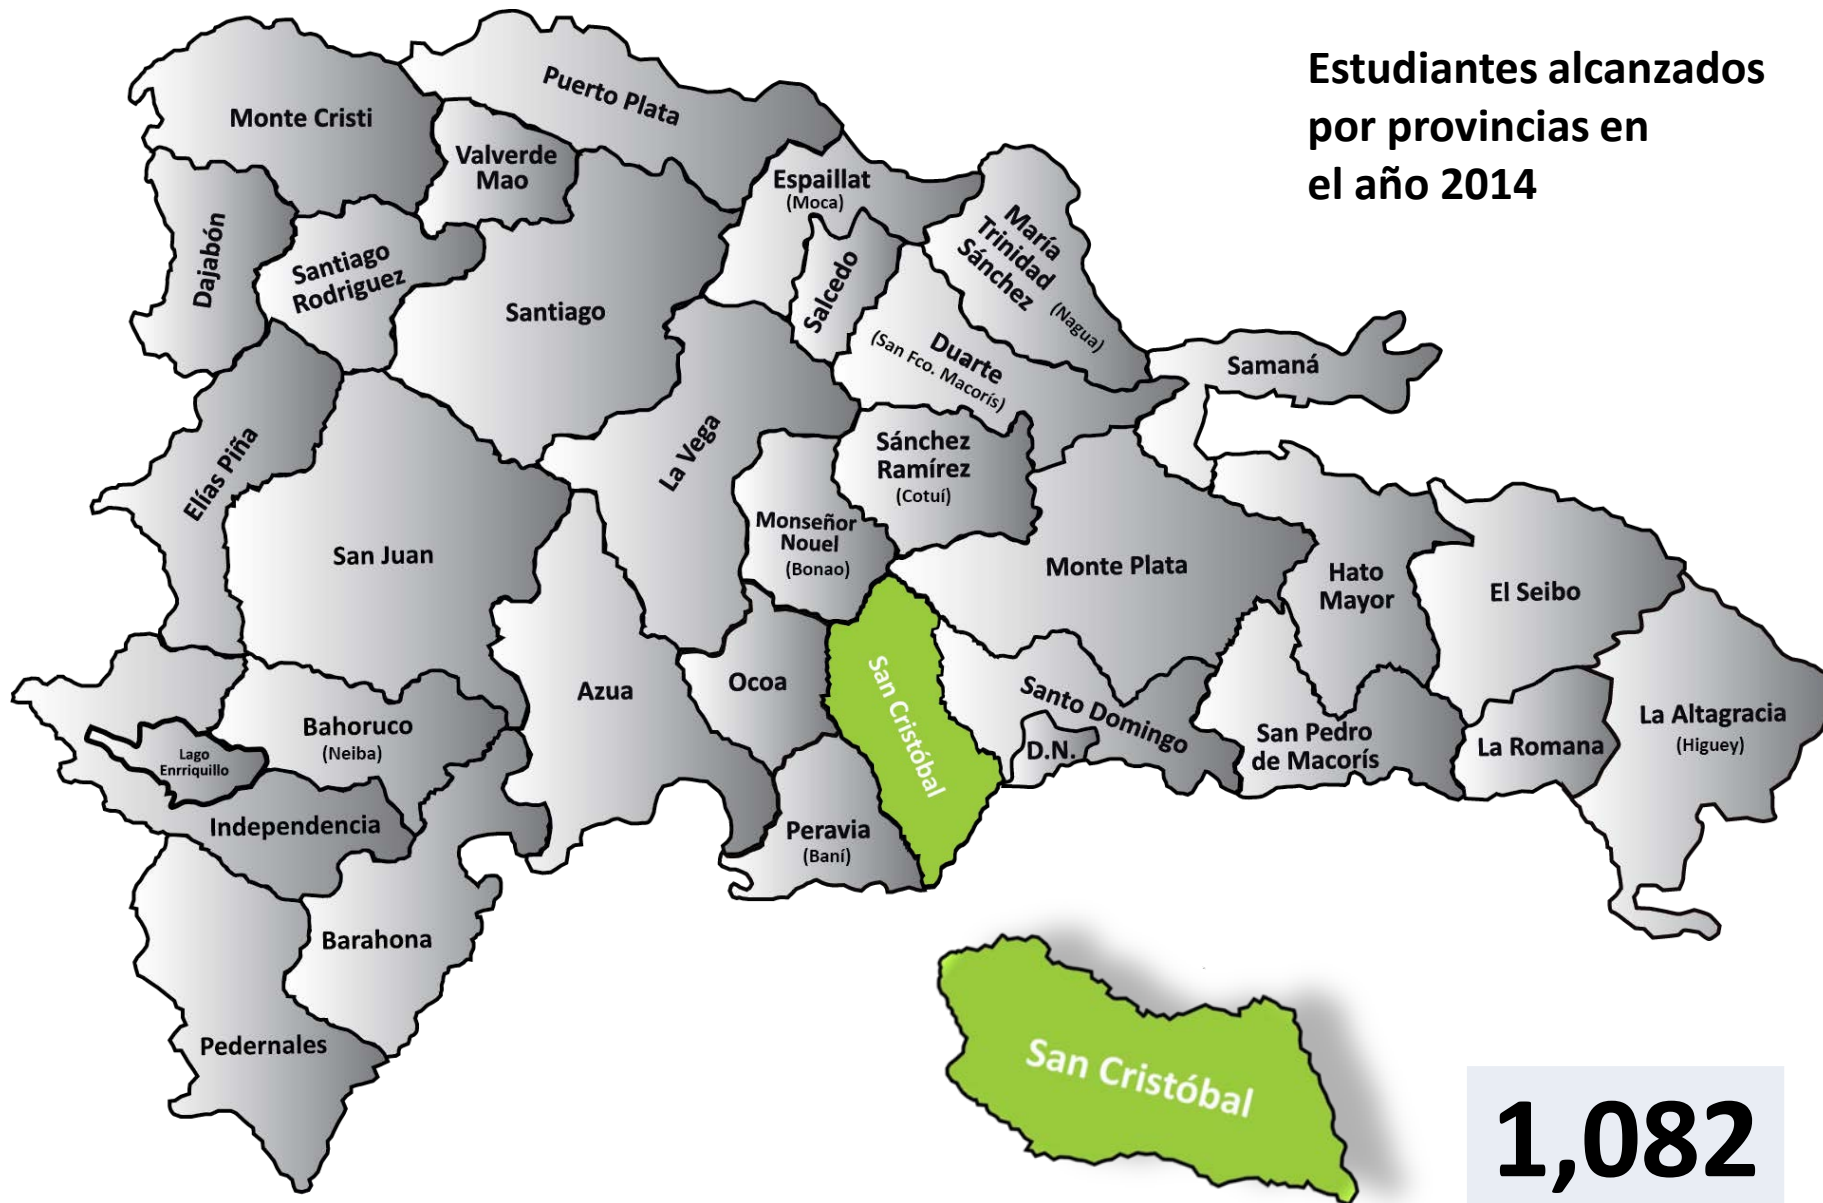 Estudiantes alcanzados
por provincias en
el año 2014
Puerto Plata
Monte Cristi
Valverde
Mao
Espaillat
(Moca)
María
Trinidad
Sánchez
(Nagua)
Dajabón
Santiago
Rodriguez
Santiago
Salcedo
Duarte
(San Fco. Macorís)
Samaná
Elías Piña
La Vega
Sánchez
Ramírez
(Cotuí)
San Juan
Monseñor
Nouel
(Bonao)
Monte Plata
Hato
Mayor
El Seibo
Azua
Ocoa
San Cristóbal
Santo Domingo
D.N.
San Pedro
de Macorís
La Romana
La Altagracia
(Higuey)
Bahoruco
(Neiba)
Lago
Enrriquillo
Independencia
Peravia
(Baní)
Barahona
Pedernales
San Cristóbal
1,082